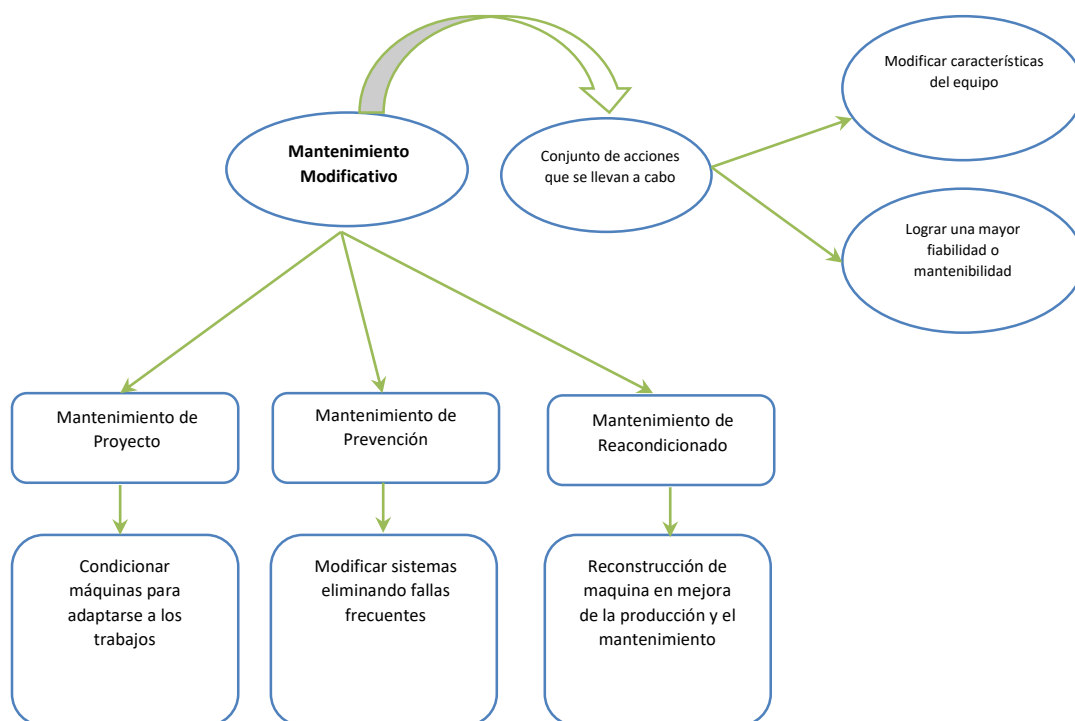 Mantenimiento
Modificativo
Conjunto de acciones
que se llevan a cabo
Modificar características
del equipo
Lograr una mayor
fiabilidad o
mantenibilidad
Mantenimiento de
Proyecto
Mantenimiento de
Prevención
Mantenimiento de
Reacondicionado
Condicionar
máquinas para
adaptarse a los
trabajos
Modificar sistemas
eliminando fallas
frecuentes
Reconstrucción de
maquina en mejora
de la producción y el
mantenimiento